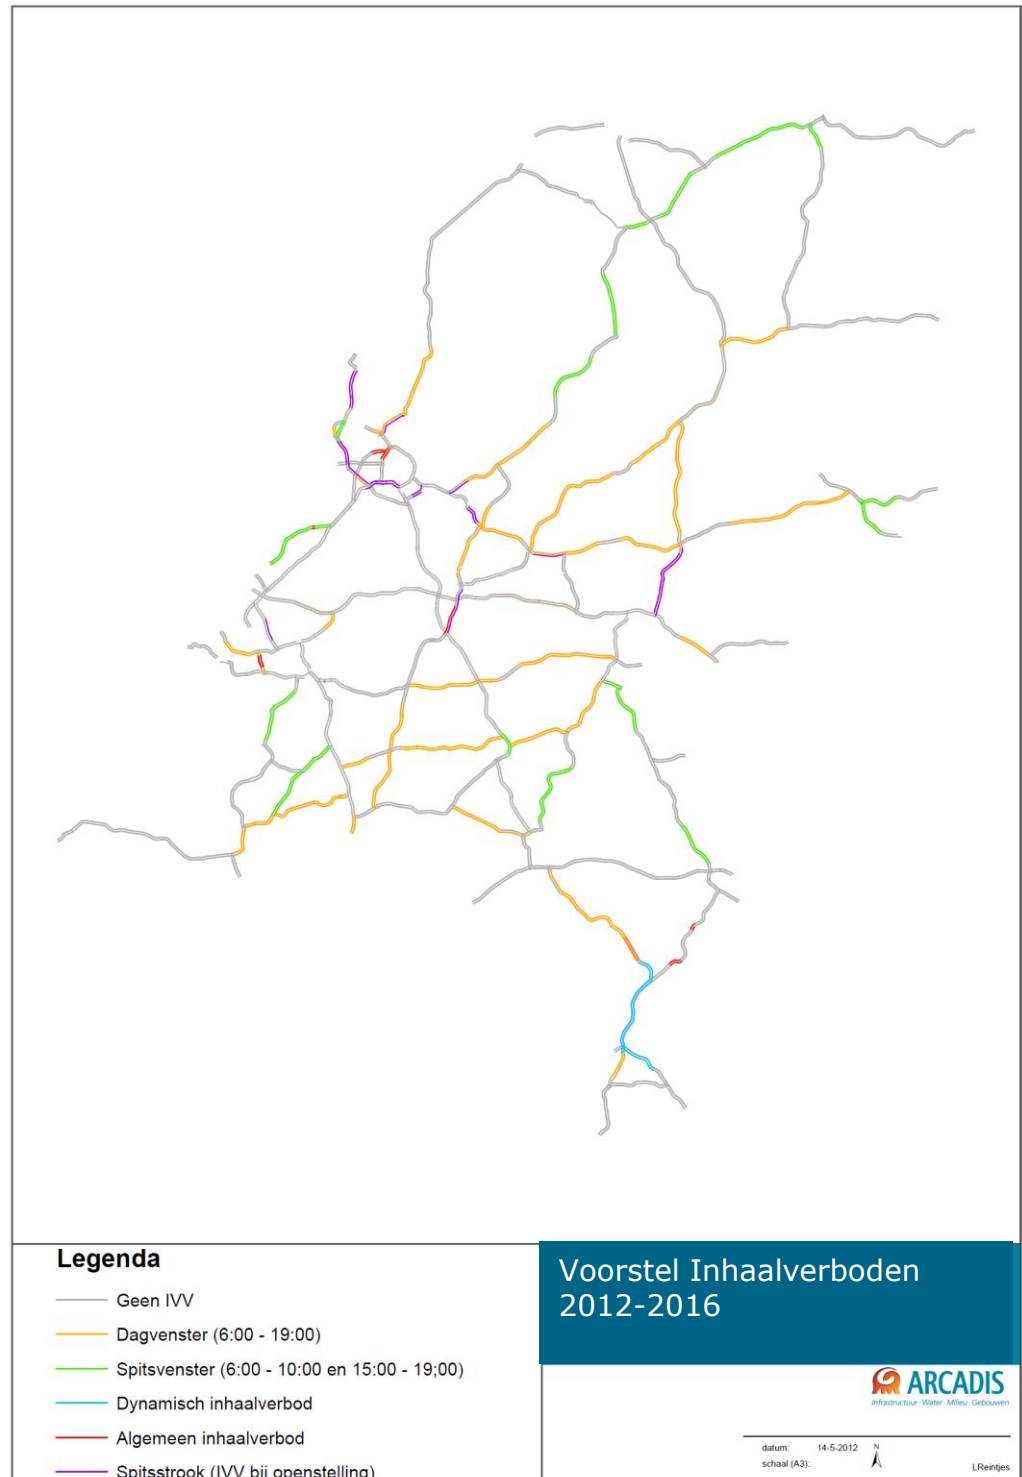 Legenda
Geen IVV
Dagvenster (6:00 - 19:00)
Spitsvenster (6:00 - 10:00 en 15:00 - 19;00)
Dynamisch inhaalverbod
Algemeen inhaalverbod
Spitsstrook (IVV bij openstelling)
Voorstel Inhaalverboden
2012-2016
ARCADIS
Infrastructuur · Water · Milieu · Gebouwen
datum: 14-5-2012 N
schaal (A3):
LReintjes